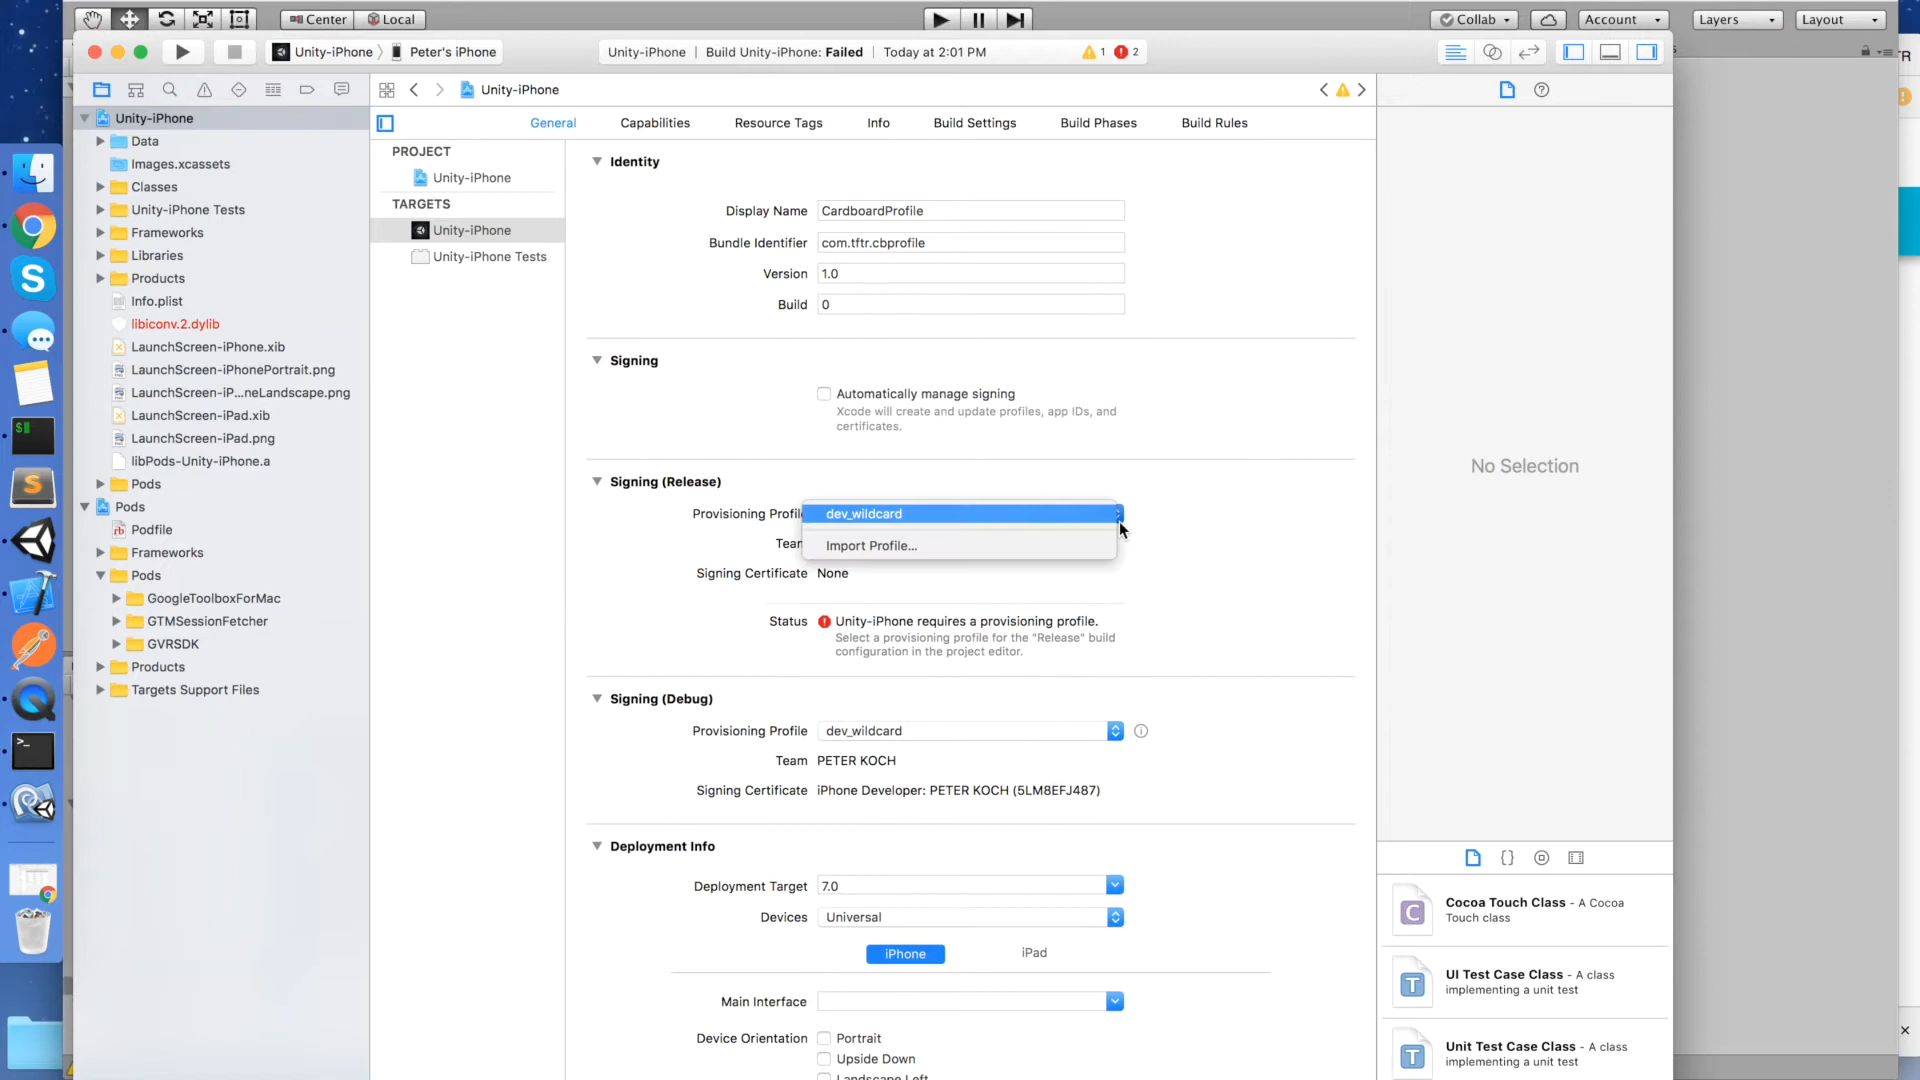 Center
Local
Collab
Account
Layers
Layout
Unity-iPhone
Peter's iPhone
Unity-iPhone | Build Unity-iPhone: Failed | Today at 2:01 PM
1
2
Unity-iPhone
General
Capabilities
Resource Tags
Info
Build Settings
Build Phases
Build Rules
Unity-iPhone
Data
Images.xcassets
Classes
Unity-iPhone Tests
Frameworks
Libraries
Products
Info.plist
libiconv.2.dylib
LaunchScreen-iPhone.xib
LaunchScreen-iPhonePortrait.png
LaunchScreen-iP...neLandscape.png
LaunchScreen-iPad.xib
LaunchScreen-iPad.png
libPods-Unity-iPhone.a
Pods
Pods
Podfile
Frameworks
Pods
GoogleToolboxForMac
GTMSessionFetcher
GVRSDK
Products
Targets Support Files
PROJECT
Unity-iPhone
TARGETS
Unity-iPhone
Unity-iPhone Tests
Identity
Display Name CardboardProfile
Bundle Identifier com.tftr.cbprofile
Version 1.0
Build 0
Signing
Automatically manage signing
Xcode will create and update profiles, app IDs, and
certificates.
Signing (Release)
Provisioning Profile dev_wildcard
Team
Import Profile...
Signing Certificate None
Status Unity-iPhone requires a provisioning profile.
Select a provisioning profile for the "Release" build
configuration in the project editor.
Signing (Debug)
Provisioning Profile dev_wildcard
Team PETER KOCH
Signing Certificate iPhone Developer: PETER KOCH (5LM8EFJ487)
Deployment Info
Deployment Target 7.0
Devices Universal
iPhone
iPad
Main Interface
Device Orientation Portrait
Upside Down
Landscape Left
No Selection
Cocoa Touch Class - A Cocoa
Touch class
UI Test Case Class - A class
implementing a unit test
Unit Test Case Class - A class
implementing a unit test